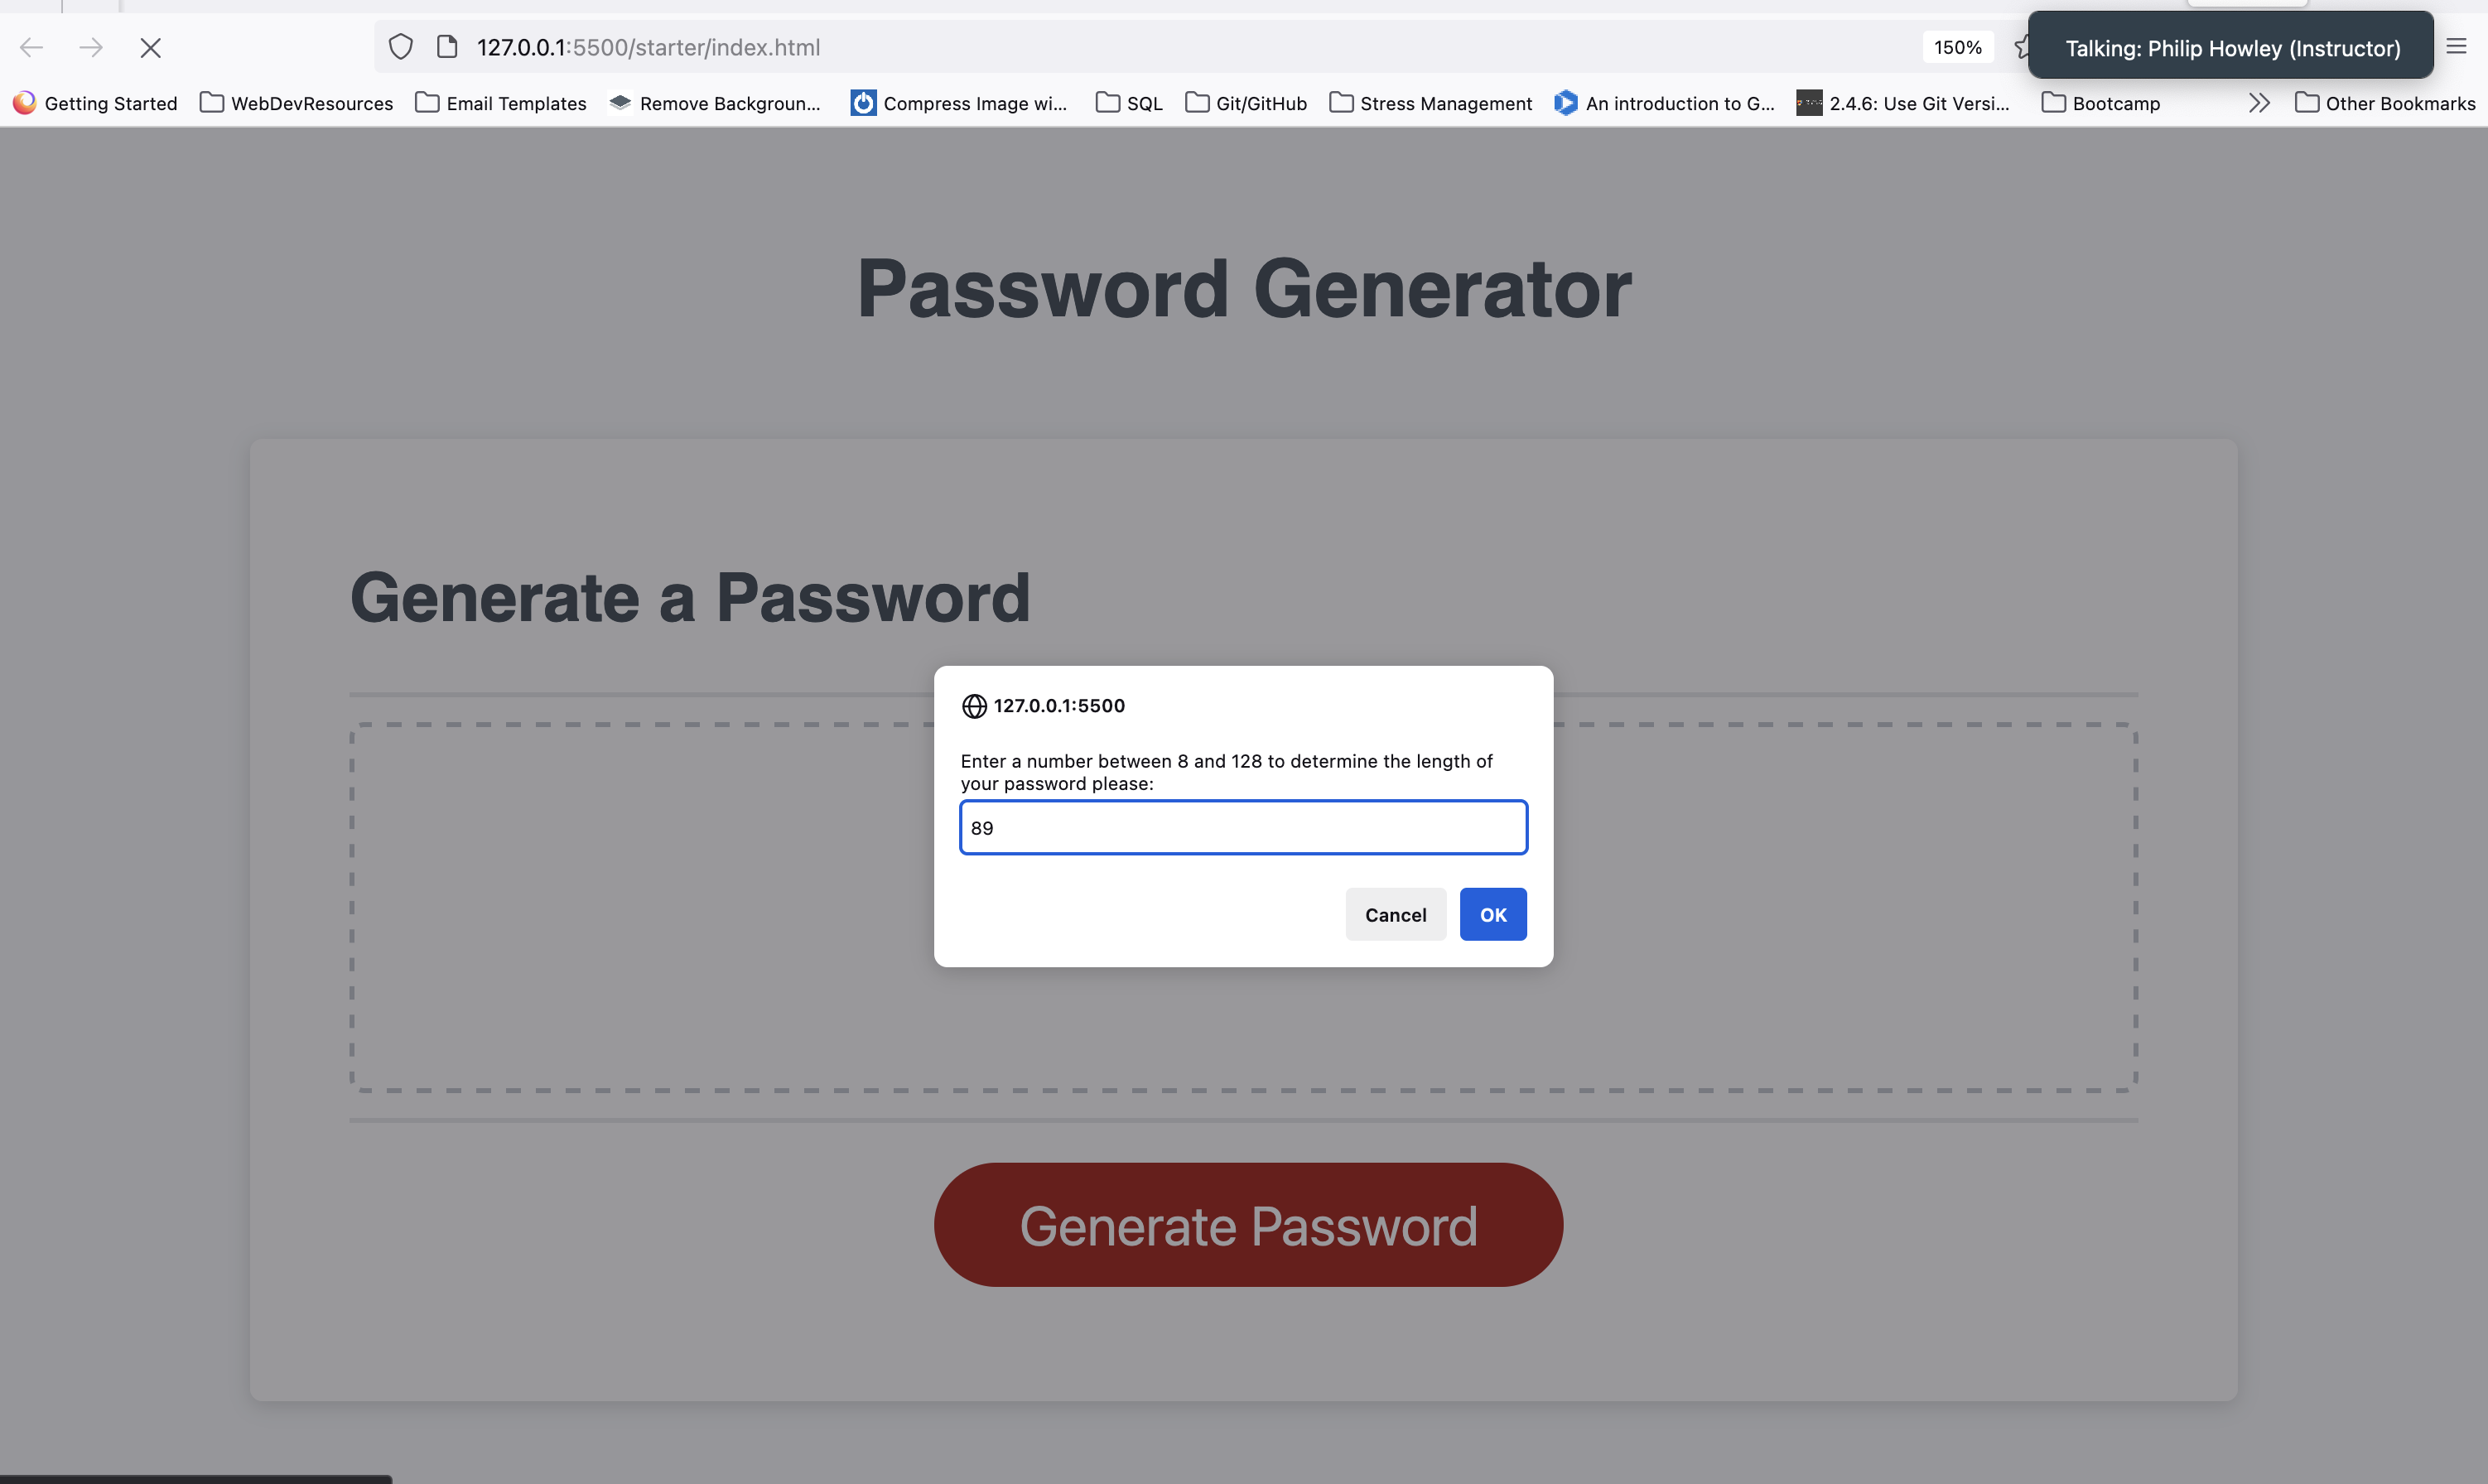 127.0.0.1:5500/starter/index.html
150%
Talking: Philip Howley (Instructor)
Getting Started
WebDevResources
Email Templates
Remove Backgroun...
Compress Image wi...
SQL
Git/GitHub
Stress Management
An introduction to G...
2.4.6: Use Git Versi...
Bootcamp
Other Bookmarks
Password Generator
Generate a Password
127.0.0.1:5500
Enter a number between 8 and 128 to determine the length of
your password please:
89
Cancel
OK
Generate Password